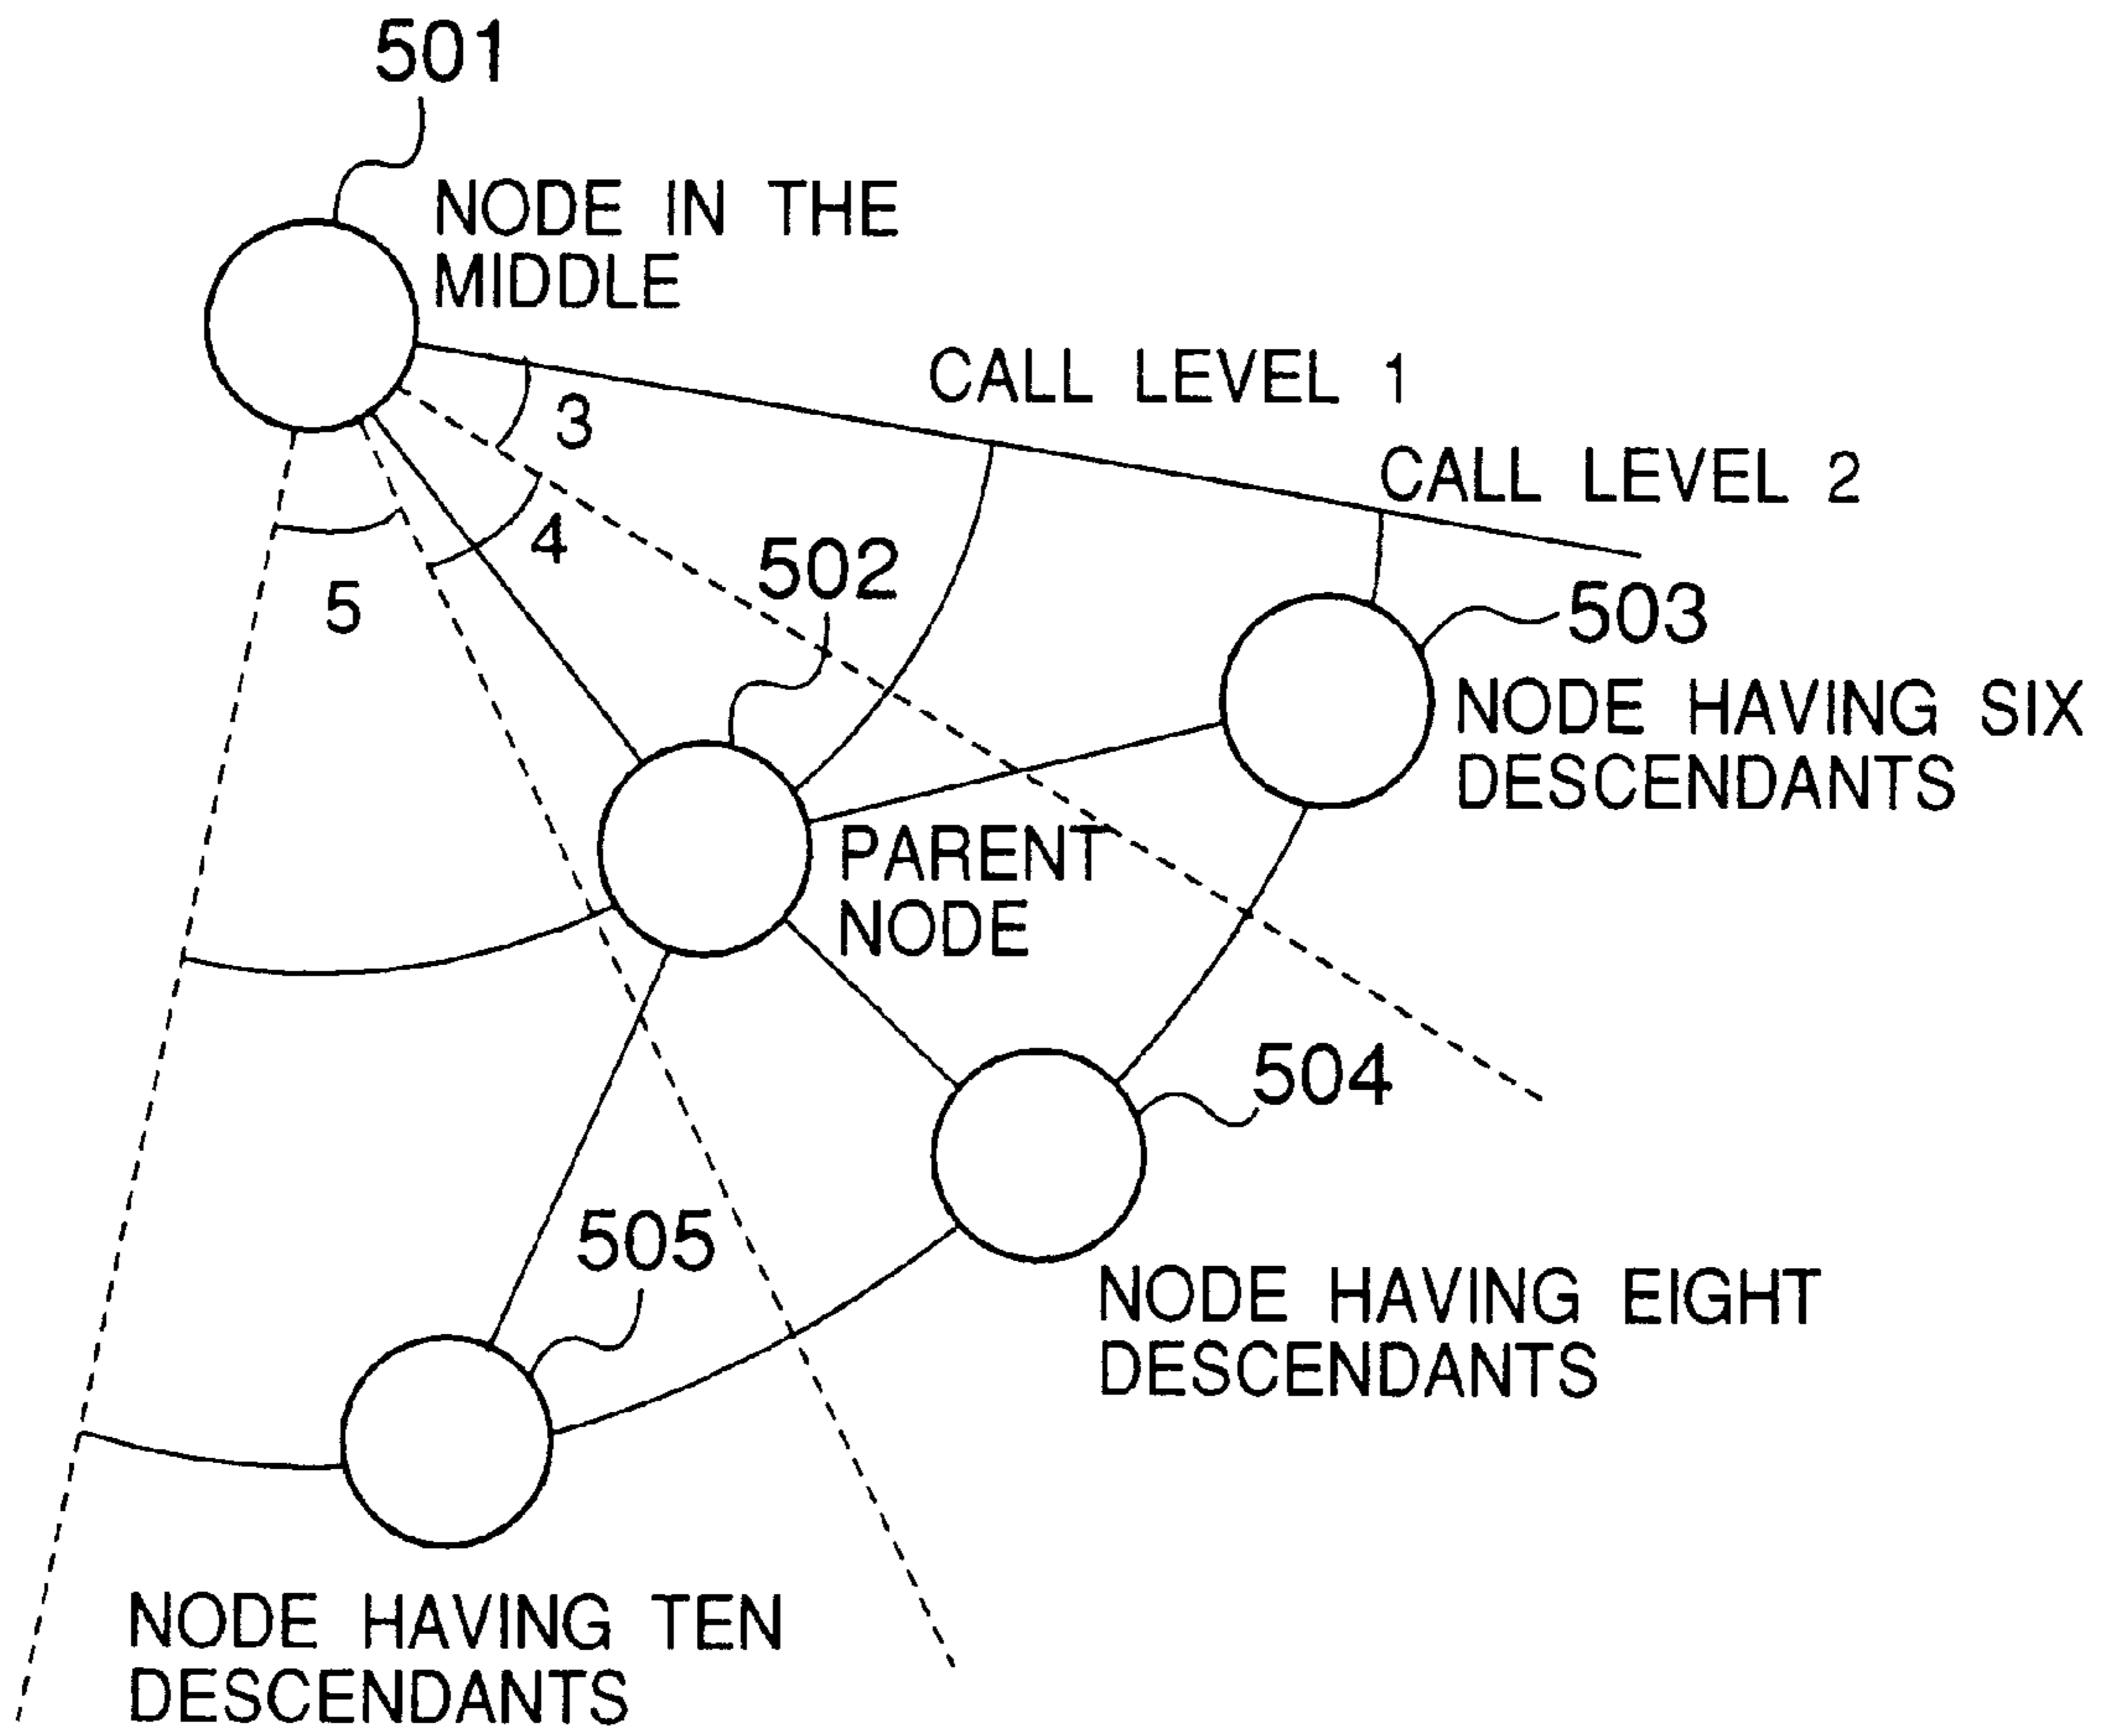 501
NODE IN THE
MIDDLE
CALL LEVEL 1
3
CALL LEVEL 2
4
502
5
503
NODE HAVING SIX
DESCENDANTS
PARENT
NODE
504
505
NODE HAVING EIGHT
DESCENDANTS
NODE HAVING TEN
DESCENDANTS